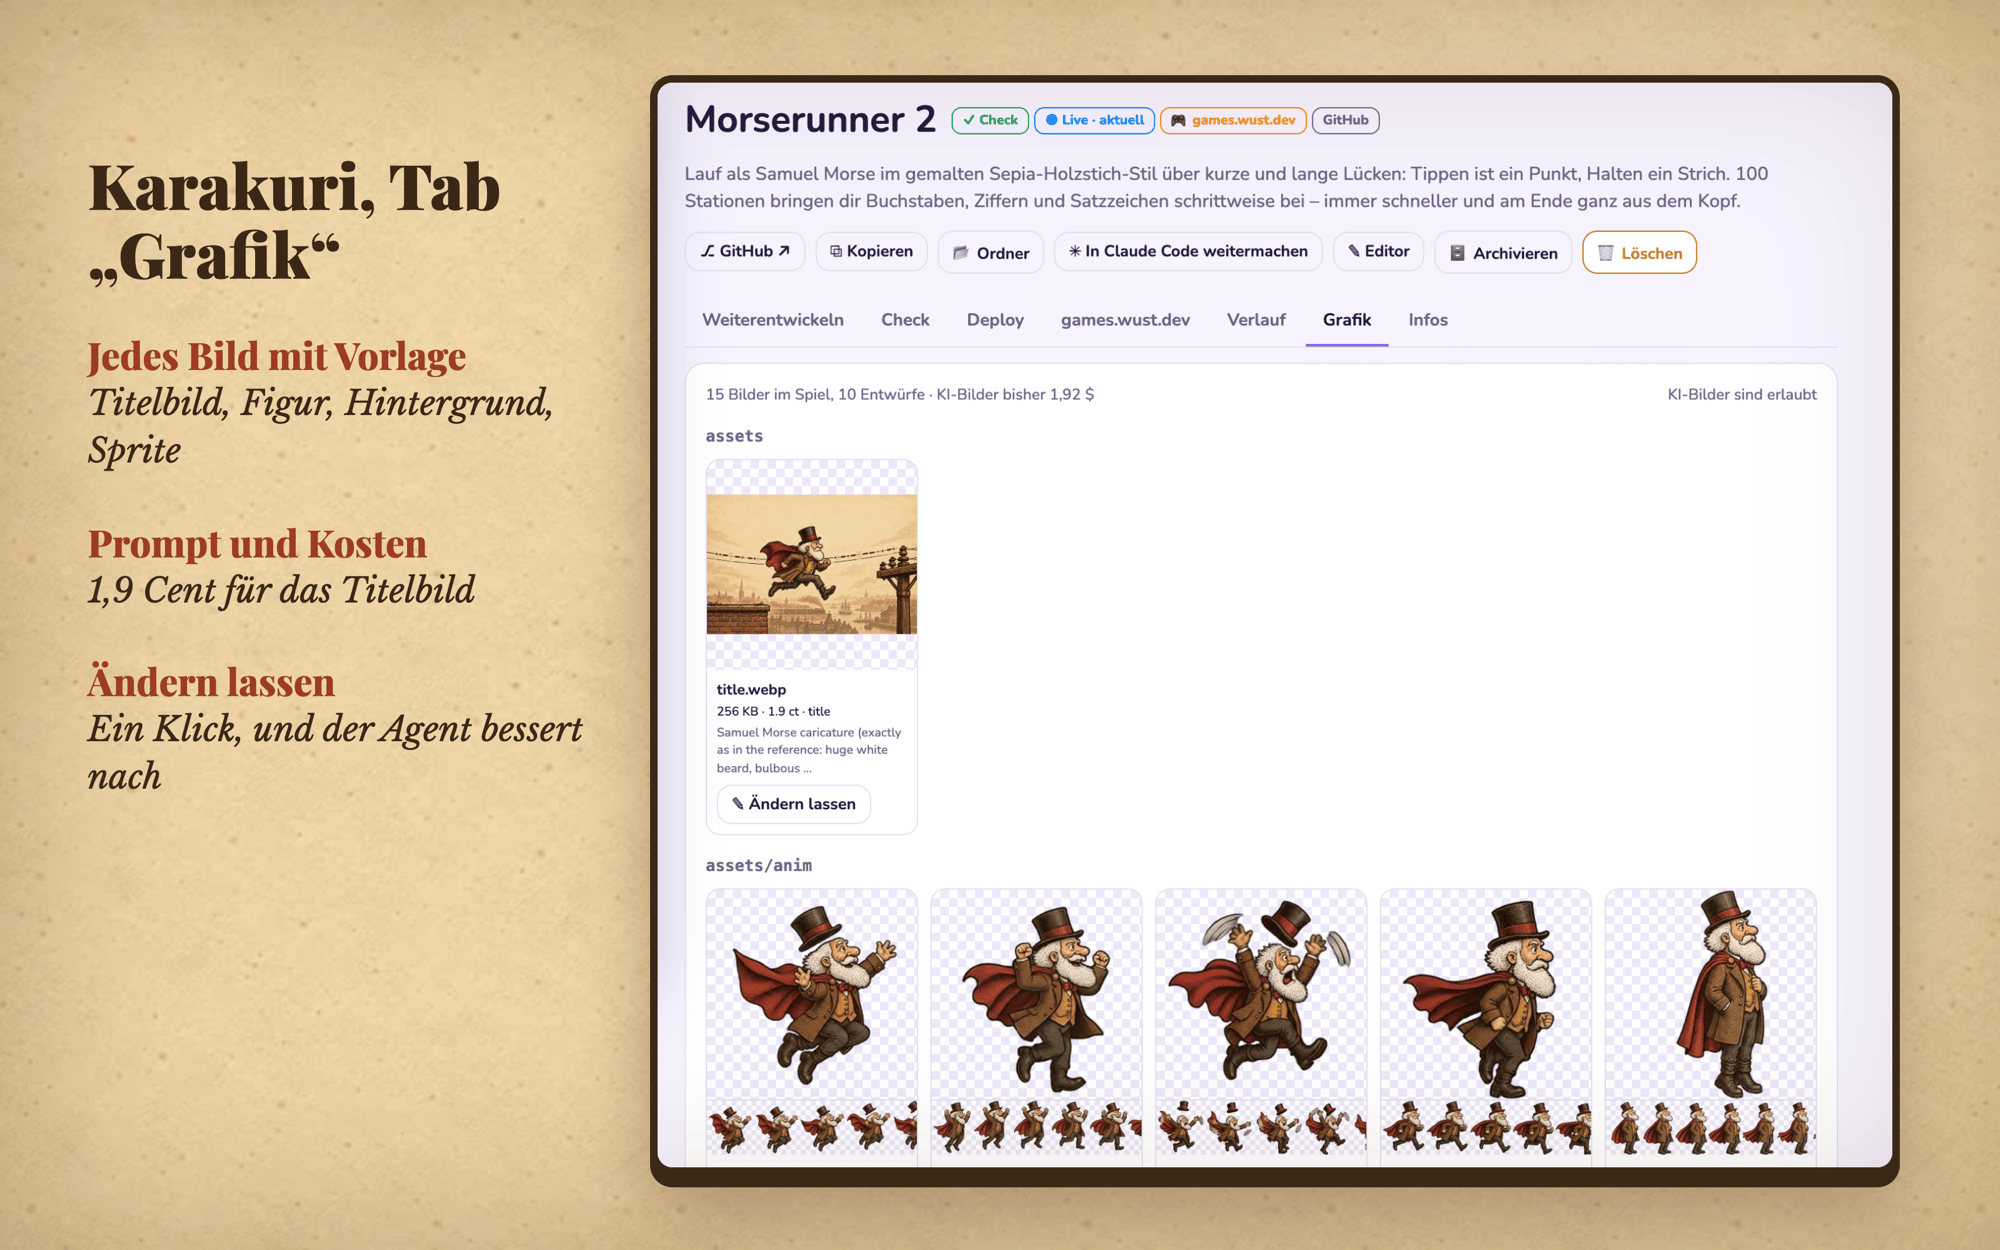 Karakuri, Tab
„Grafik“
Jedes Bild mit Vorlage
Titelbild, Figur, Hintergrund,
Sprite
Prompt und Kosten
1,9 Cent für das Titelbild
Ändern lassen
Ein Klick, und der Agent bessert
nach
Morserunner 2 ✓ Check Live · aktuell games.wust.dev GitHub
Lauf als Samuel Morse im gemalten Sepia-Holzstich-Stil über kurze und lange Lücken: Tippen ist ein Punkt, Halten ein Strich. 100
Stationen bringen dir Buchstaben, Ziffern und Satzzeichen schrittweise bei – immer schneller und am Ende ganz aus dem Kopf.
GitHub ↗ Kopieren Ordner In Claude Code weitermachen Editor Archivieren Löschen
Weiterentwickeln Check Deploy games.wust.dev Verlauf Grafik Infos
15 Bilder im Spiel, 10 Entwürfe · KI-Bilder bisher 1,92 $ KI-Bilder sind erlaubt
assets
title.webp
256 KB · 1.9 ct · title
Samuel Morse caricature (exactly
as in the reference: huge white
beard, bulbous ...
✎ Ändern lassen
assets/anim